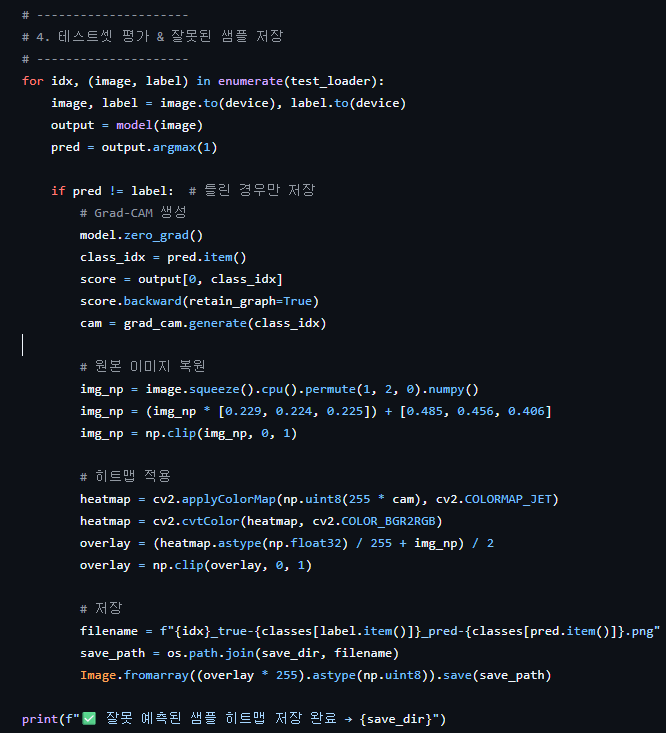 # ---------------------
# 4. 테스트셋 평가 & 잘못된 샘플 저장
# ---------------------
for idx, (image, label) in enumerate(test_loader):
    image, label = image.to(device), label.to(device)
    output = model(image)
    pred = output.argmax(1)

    if pred != label:  # 틀린 경우만 저장
        # Grad-CAM 생성
        model.zero_grad()
        class_idx = pred.item()
        score = output[0, class_idx]
        score.backward(retain_graph=True)
        cam = grad_cam.generate(class_idx)

        # 원본 이미지 복원
        img_np = image.squeeze().cpu().permute(1, 2, 0).numpy()
        img_np = (img_np * [0.229, 0.224, 0.225]) + [0.485, 0.456, 0.406]
        img_np = np.clip(img_np, 0, 1)

        # 히트맵 적용
        heatmap = cv2.applyColorMap(np.uint8(255 * cam), cv2.COLORMAP_JET)
        heatmap = cv2.cvtColor(heatmap, cv2.COLOR_BGR2RGB)
        overlay = (heatmap.astype(np.float32) / 255 + img_np) / 2
        overlay = np.clip(overlay, 0, 1)

        # 저장
        filename = f"{idx}_true-{classes[label.item()]}_pred-{classes[pred.item()]}.png"
        save_path = os.path.join(save_dir, filename)
        Image.fromarray((overlay * 255).astype(np.uint8)).save(save_path)

print(f"✅ 잘못 예측된 샘플 히트맵 저장 완료 → {save_dir}")